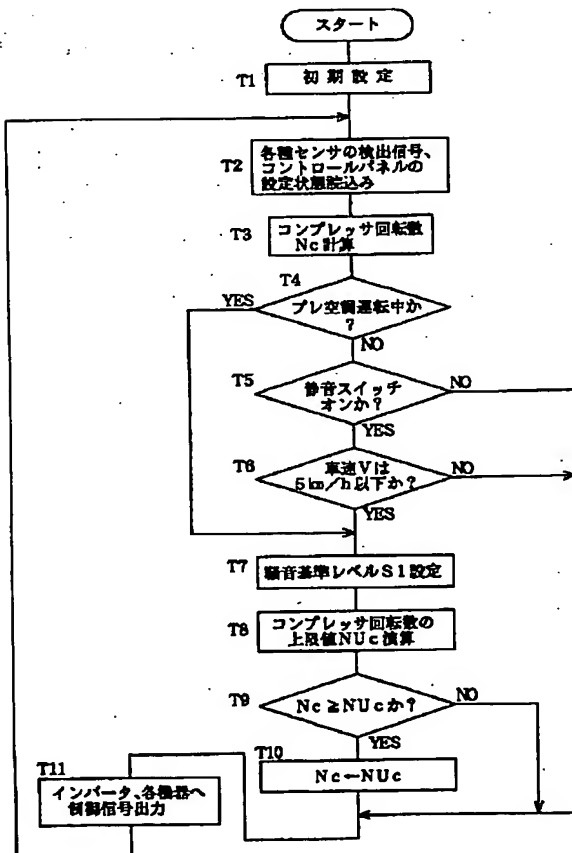 スタート
T1
初期設定
T2
各種センサの検出信号、
コントロールパネルの
設定状態読込み
T3
コンプレッサ回転数
Nc計算
T4
YES
プレ空調運転中か
?
NO
T5
静音スイッチ
オンか?
NO
YES
T6
車速Vは
5km/h以下か?
NO
YES
T7
騒音基準レベルS1設定
T8
コンプレッサ回転数の
上限値NUc演算
T9
Nc≧NUcか?
NO
YES
T10
Nc←NUc
T11
インバータ、各機器へ
制御信号出力